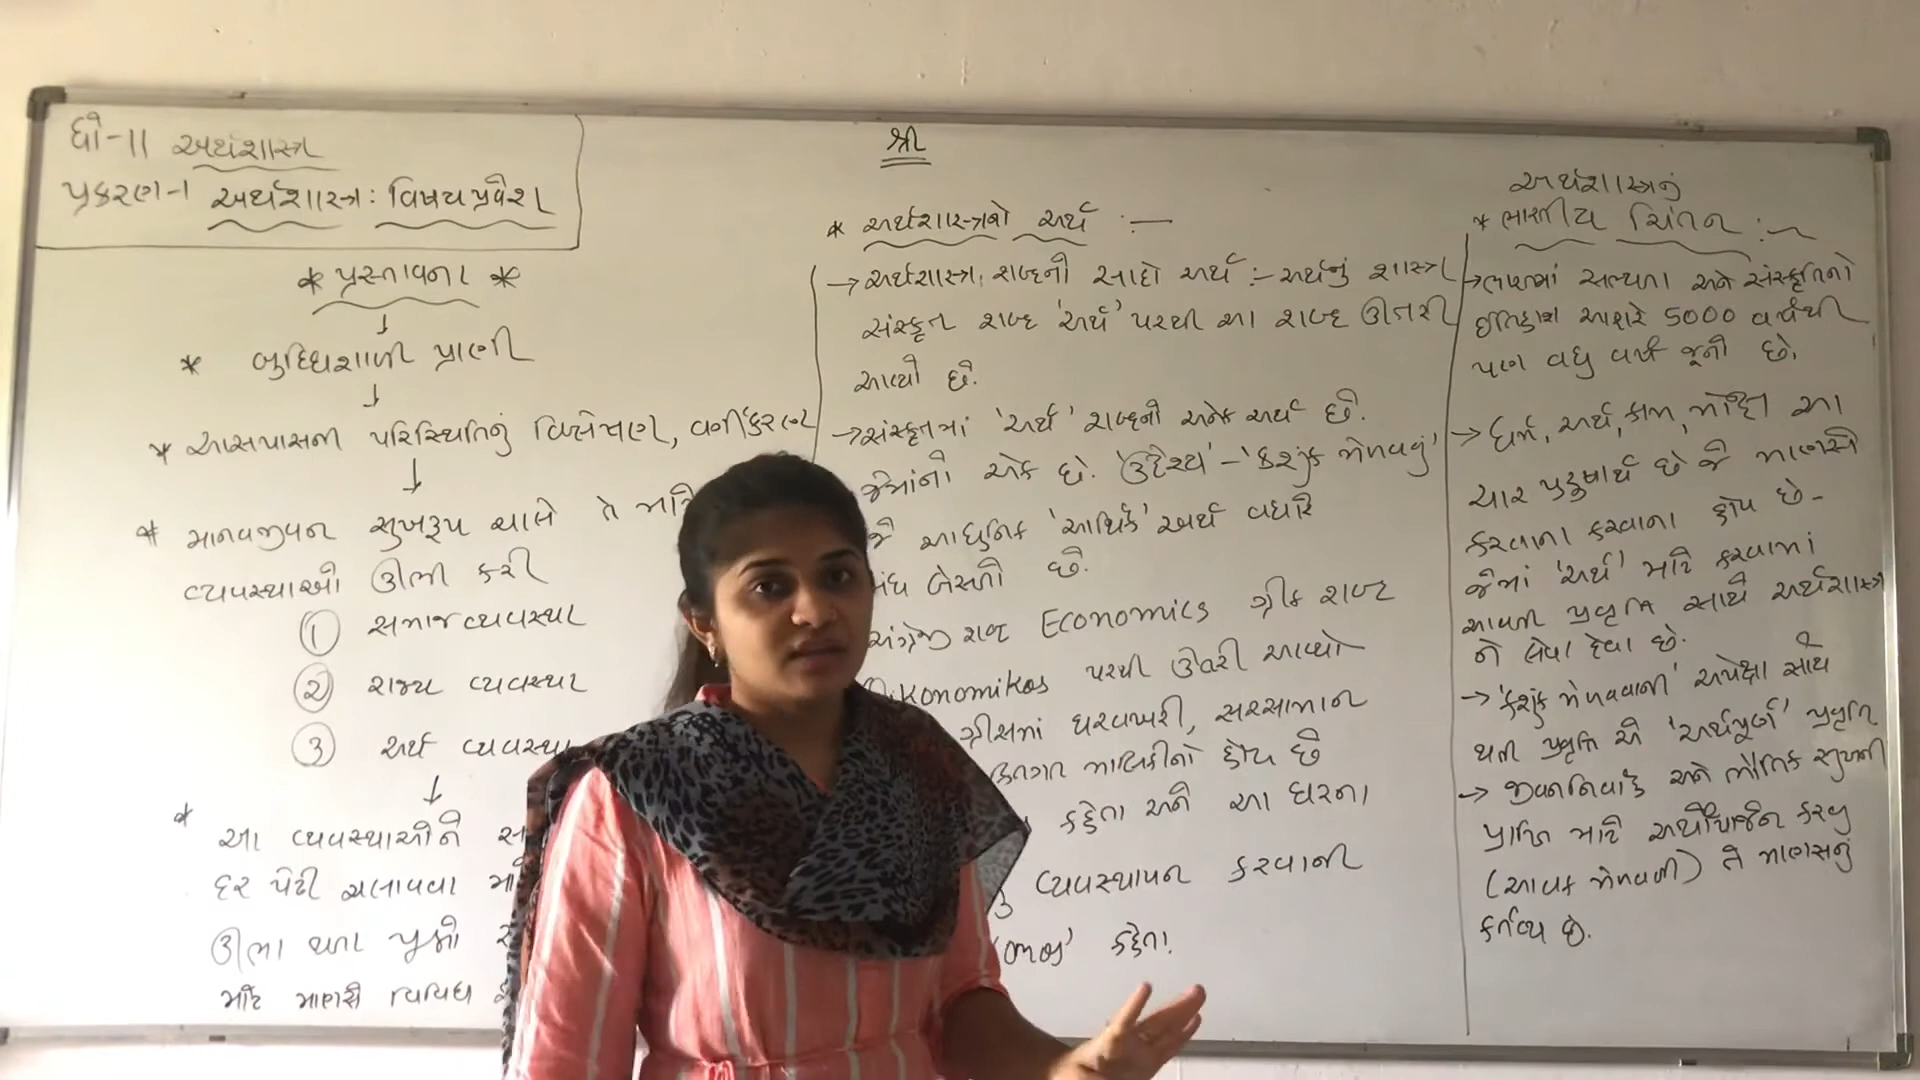 ધો-11 અર્થશાસ્ત્ર
પ્રકરણ-1 અર્થશાસ્ત્ર : વિષય પ્રવેશ
* પ્રસ્તાવના *
* બુદ્ધિશાળી પ્રાણી
* આસપાસની પરિસ્થિતિનું વિશ્લેષણ, વર્ગીકરણ
* માનવજીવન સુખરૂપ ચાલે તે માટે
વ્યવસ્થાઓ ઊભી કરી
① સમાજવ્યવસ્થા
② રાજ્ય વ્યવસ્થા
③ અર્થ વ્યવસ્થા
* આ વ્યવસ્થાઓને
દર પેઢી ચલાવવા
ઊભા થતા પ્રશ્નો
માટે માણસે વિવિધ
શ્રી
* અર્થશાસ્ત્રનો અર્થ :—
→ અર્થશાસ્ત્ર શબ્દનો સાદો અર્થ :- અર્થનું શાસ્ત્ર
સંસ્કૃત શબ્દ 'અર્થ' પરથી આ શબ્દ ઊતરી
આવ્યો છે.
→ સંસ્કૃતમાં 'અર્થ' શબ્દનો અનેક અર્થ છે.
જેમાંનો એક છે. 'ઉદેશ્ય' - 'કશુંક મેળવવું'
જે આધુનિક 'આર્થિક' અર્થ વધારે
બંધ બેસતો છે.
અંગ્રેજી શબ્દ Economics ગ્રીક શબ્દ
Oikonomikos પરથી ઊતરી આવ્યો
ગ્રીસમાં ઘરવખરી, સરસામાન
માલિકીનો હોય છે
કહેતા અને આ ઘરના
વ્યવસ્થાપન કરવાની
કહેતા.
અર્થશાસ્ત્રનું
* ભારતીય ચિંતન :—
→ ભારતમાં સભ્યતા અને સંસ્કૃતિનો
ઈતિહાસ આશરે 5000 વર્ષથી
પણ વધુ વર્ષ જૂનો છે.
→ ધર્મ, અર્થ, કામ, મોક્ષ આ
ચાર પુરુષાર્થ છે જે માણસે
કરવાના કરવાના હોય છે -
જેમાં 'અર્થ' માટે કરવામાં
આવતી પ્રવૃત્તિ સાથે અર્થશાસ્ત્ર
ને લેવા દેવા છે.
→ 'કશુંક મેળવવાની' અપેક્ષા સાથે
થતી પ્રવૃત્તિ એ 'અર્થપૂર્ણ' પ્રવૃત્તિ
→ જીવનનિર્વાહ અને ભૌતિક સુખની
પ્રાપ્તિ માટે અર્થોપાર્જન કરવુ
(આવક મેળવવી) તે માણસનું
કર્તવ્ય છે.